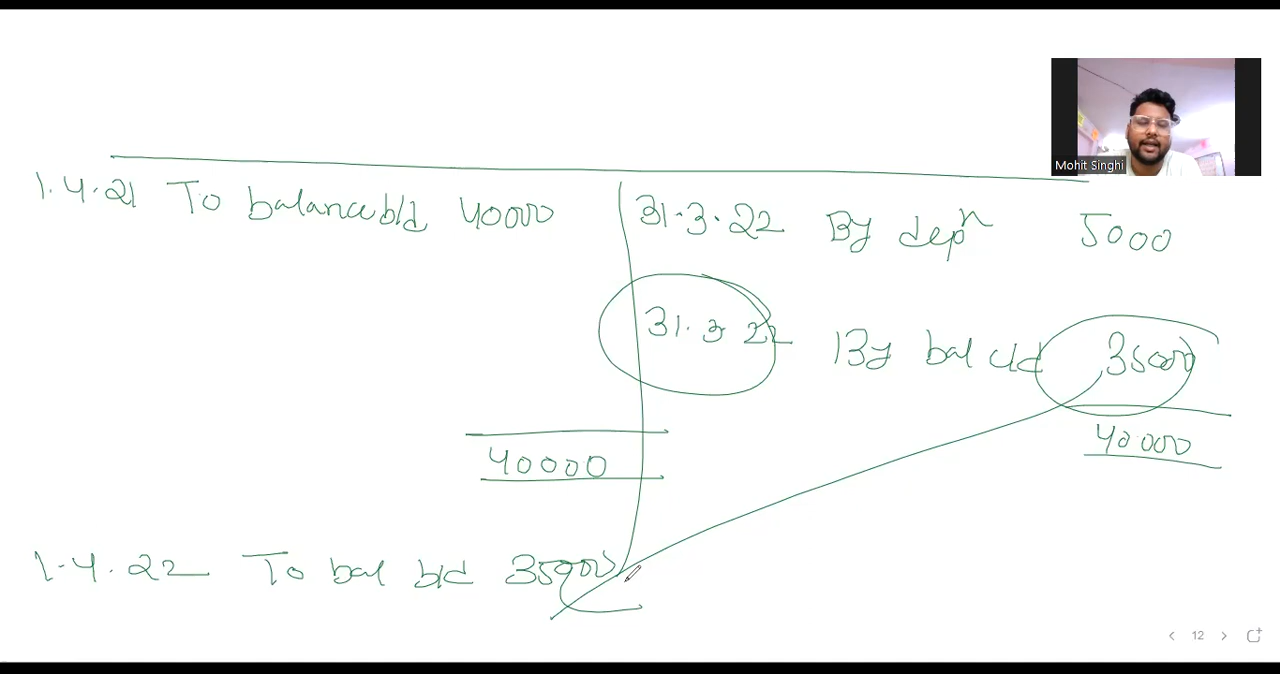 Mohit Singhi
1.4.21 To balance b/d 40000
31.3.22 By depn 5000
31.3.22 By bal c/d 35000
40000
40000
1.4.22 To bal b/d 35000
12